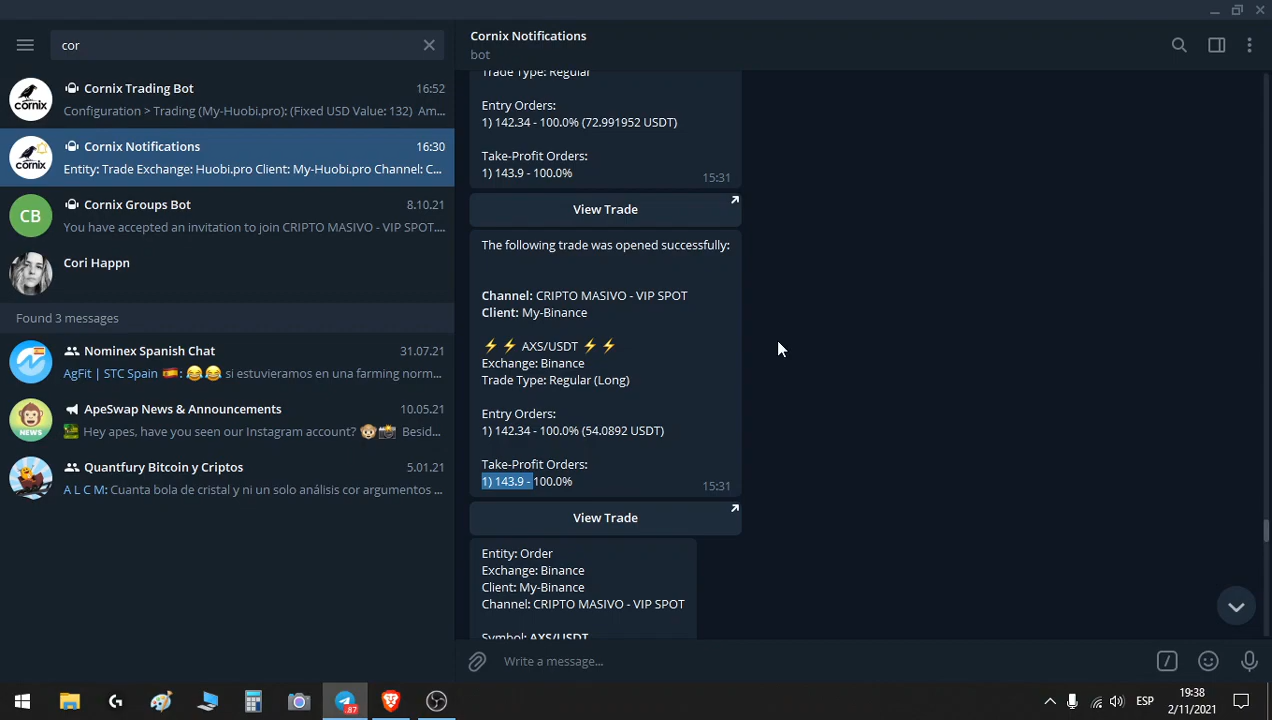 cor
Cornix Trading Bot 16:52
Configuration > Trading (My-Huobi.pro): (Fixed USD Value: 132) Am...
Cornix Notifications 16:30
Entity: Trade Exchange: Huobi.pro Client: My-Huobi.pro Channel: C...
CB
Cornix Groups Bot 8.10.21
You have accepted an invitation to join CRIPTO MASIVO - VIP SPOT....
Cori Happn
Found 3 messages
Nominex Spanish Chat 31.07.21
AgFit | STC Spain 🇪🇸: 😂😂 si estuvieramos en una farming norm...
ApeSwap News & Announcements 10.05.21
NEWS
Hey apes, have you seen our Instagram account? 🐵📸 Besid...
Quantfury Bitcoin y Criptos 5.01.21
A L C M: Cuanta bola de cristal y ni un solo análisis cor argumentos ...
cornix
cornix
Cornix Notifications
bot
Trade Type: Regular
Entry Orders:
1) 142.34 - 100.0% (72.991952 USDT)
Take-Profit Orders:
1) 143.9 - 100.0%
15:31
View Trade
The following trade was opened successfully:
Channel: CRIPTO MASIVO - VIP SPOT
Client: My-Binance
⚡⚡ AXS/USDT ⚡⚡
Exchange: Binance
Trade Type: Regular (Long)
Entry Orders:
1) 142.34 - 100.0% (54.0892 USDT)
Take-Profit Orders:
1) 143.9 - 100.0%
15:31
View Trade
Entity: Order
Exchange: Binance
Client: My-Binance
Channel: CRIPTO MASIVO - VIP SPOT
Symbol: AXS/USDT
Write a message...
87
ESP
19:38
2/11/2021